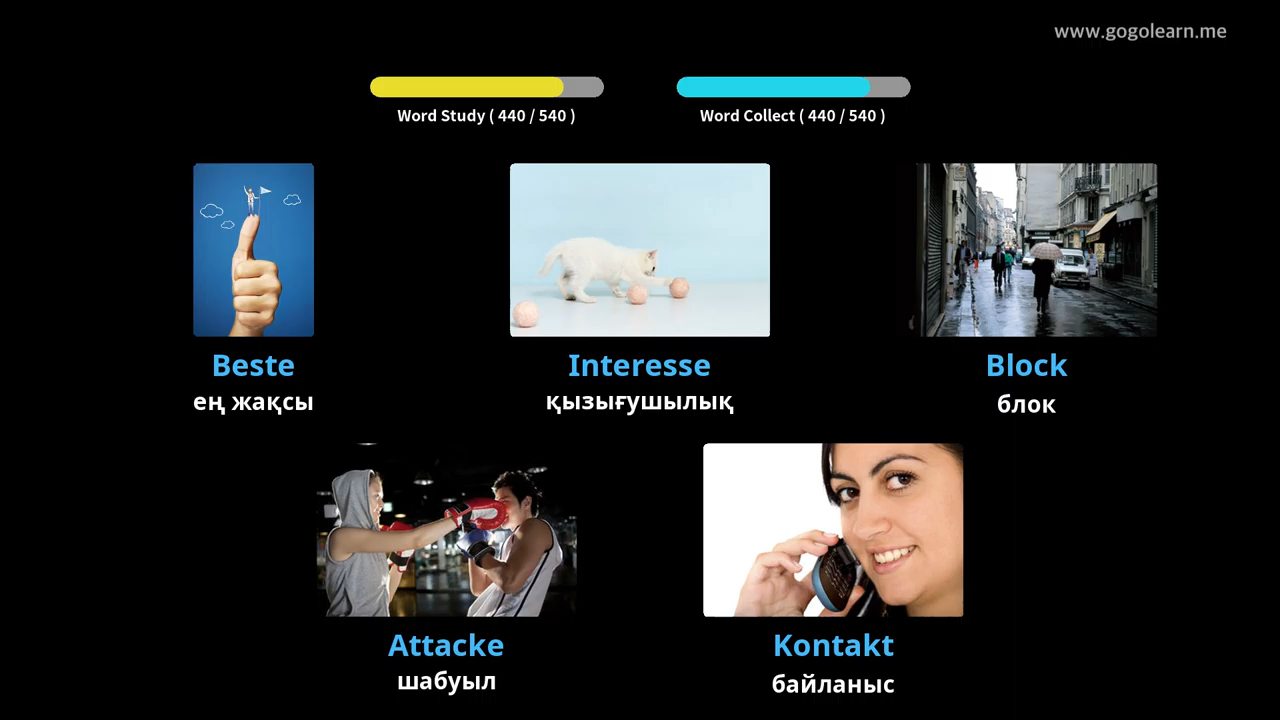 www.gogolearn.me
Word Study ( 440 / 540 )
Word Collect ( 440 / 540 )
Beste
ең жақсы
Interesse
қызығушылық
Block
блок
Attacke
шабуыл
Kontakt
байланыс